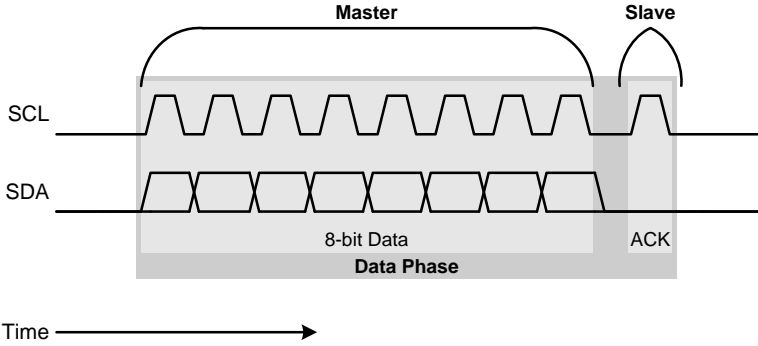 Master
Slave
SCL
SDA
8-bit Data
ACK
Data Phase
Time